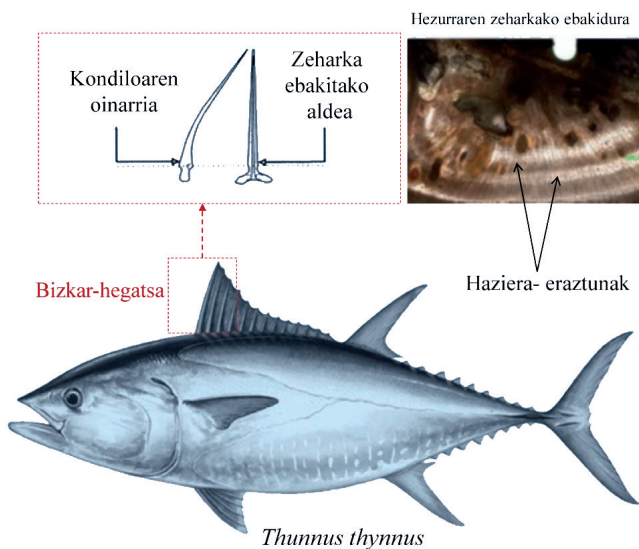 Hezurraren zeharkako ebakidura
Kondiloaren
oinarria
Zeharka
ebakitako
aldea
Haziera- eraztunak
Bizkar-hegatsa
Thunnus thynnus